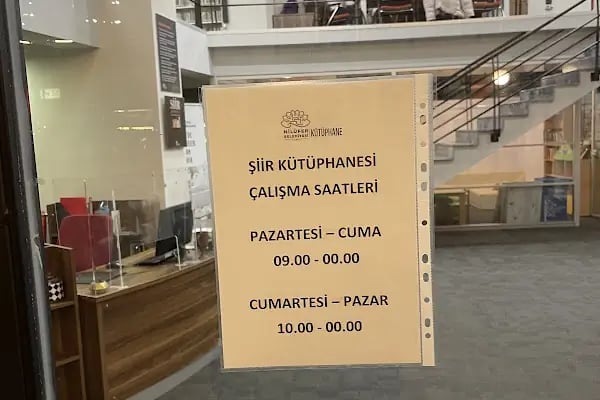 NİLÜFER
BELEDİYESİ
KÜTÜPHANE
ŞİİR KÜTÜPHANESİ
ÇALIŞMA SAATLERİ
PAZARTESİ – CUMA
09.00 - 00.00
CUMARTESİ – PAZAR
10.00 - 00.00